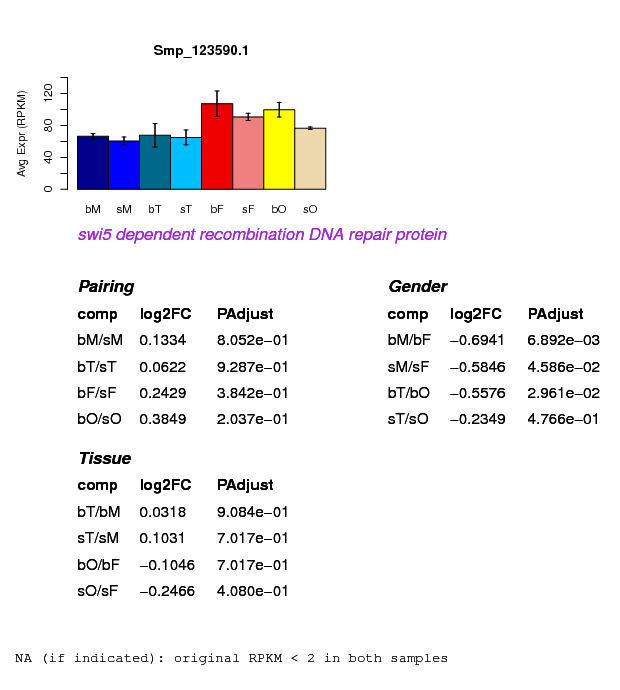 Smp_123590.1
Avg Expr (RPKM)
0 40 80 120
bM sM bT sT bF sF bO sO
swi5 dependent recombination DNA repair protein
Pairing
comp log2FC PAdjust
bM/sM 0.1334 8.052e−01
bT/sT 0.0622 9.287e−01
bF/sF 0.2429 3.842e−01
bO/sO 0.3849 2.037e−01
Gender
comp log2FC PAdjust
bM/bF −0.6941 6.892e−03
sM/sF −0.5846 4.586e−02
bT/bO −0.5576 2.961e−02
sT/sO −0.2349 4.766e−01
Tissue
comp log2FC PAdjust
bT/bM 0.0318 9.084e−01
sT/sM 0.1031 7.017e−01
bO/bF −0.1046 7.017e−01
sO/sF −0.2466 4.080e−01
NA (if indicated): original RPKM < 2 in both samples